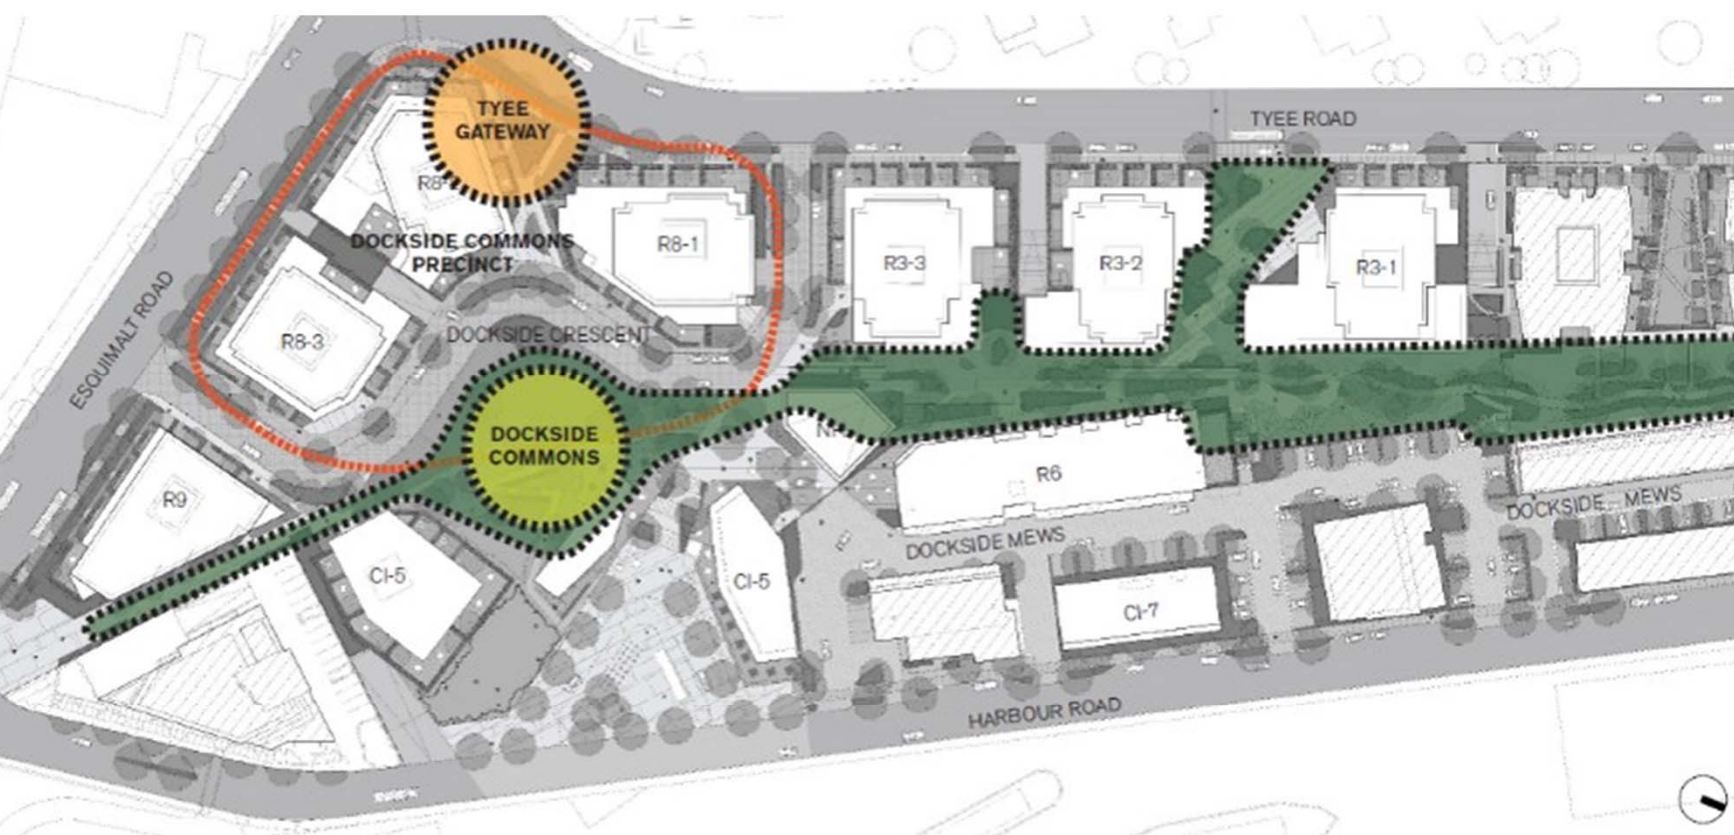 TYEE
GATEWAY
TYEE ROAD
R8-1
DOCKSIDE COMMONS
PRECINCT
R3-3
R3-2
R3-1
ESQUIMALT ROAD
R8-3
DOCKSIDE CRESCENT
DOCKSIDE
COMMONS
R9
R6
DOCKSIDE MEWS
DOCKSIDE MEWS
CI-5
CI-5
CI-7
HARBOUR ROAD